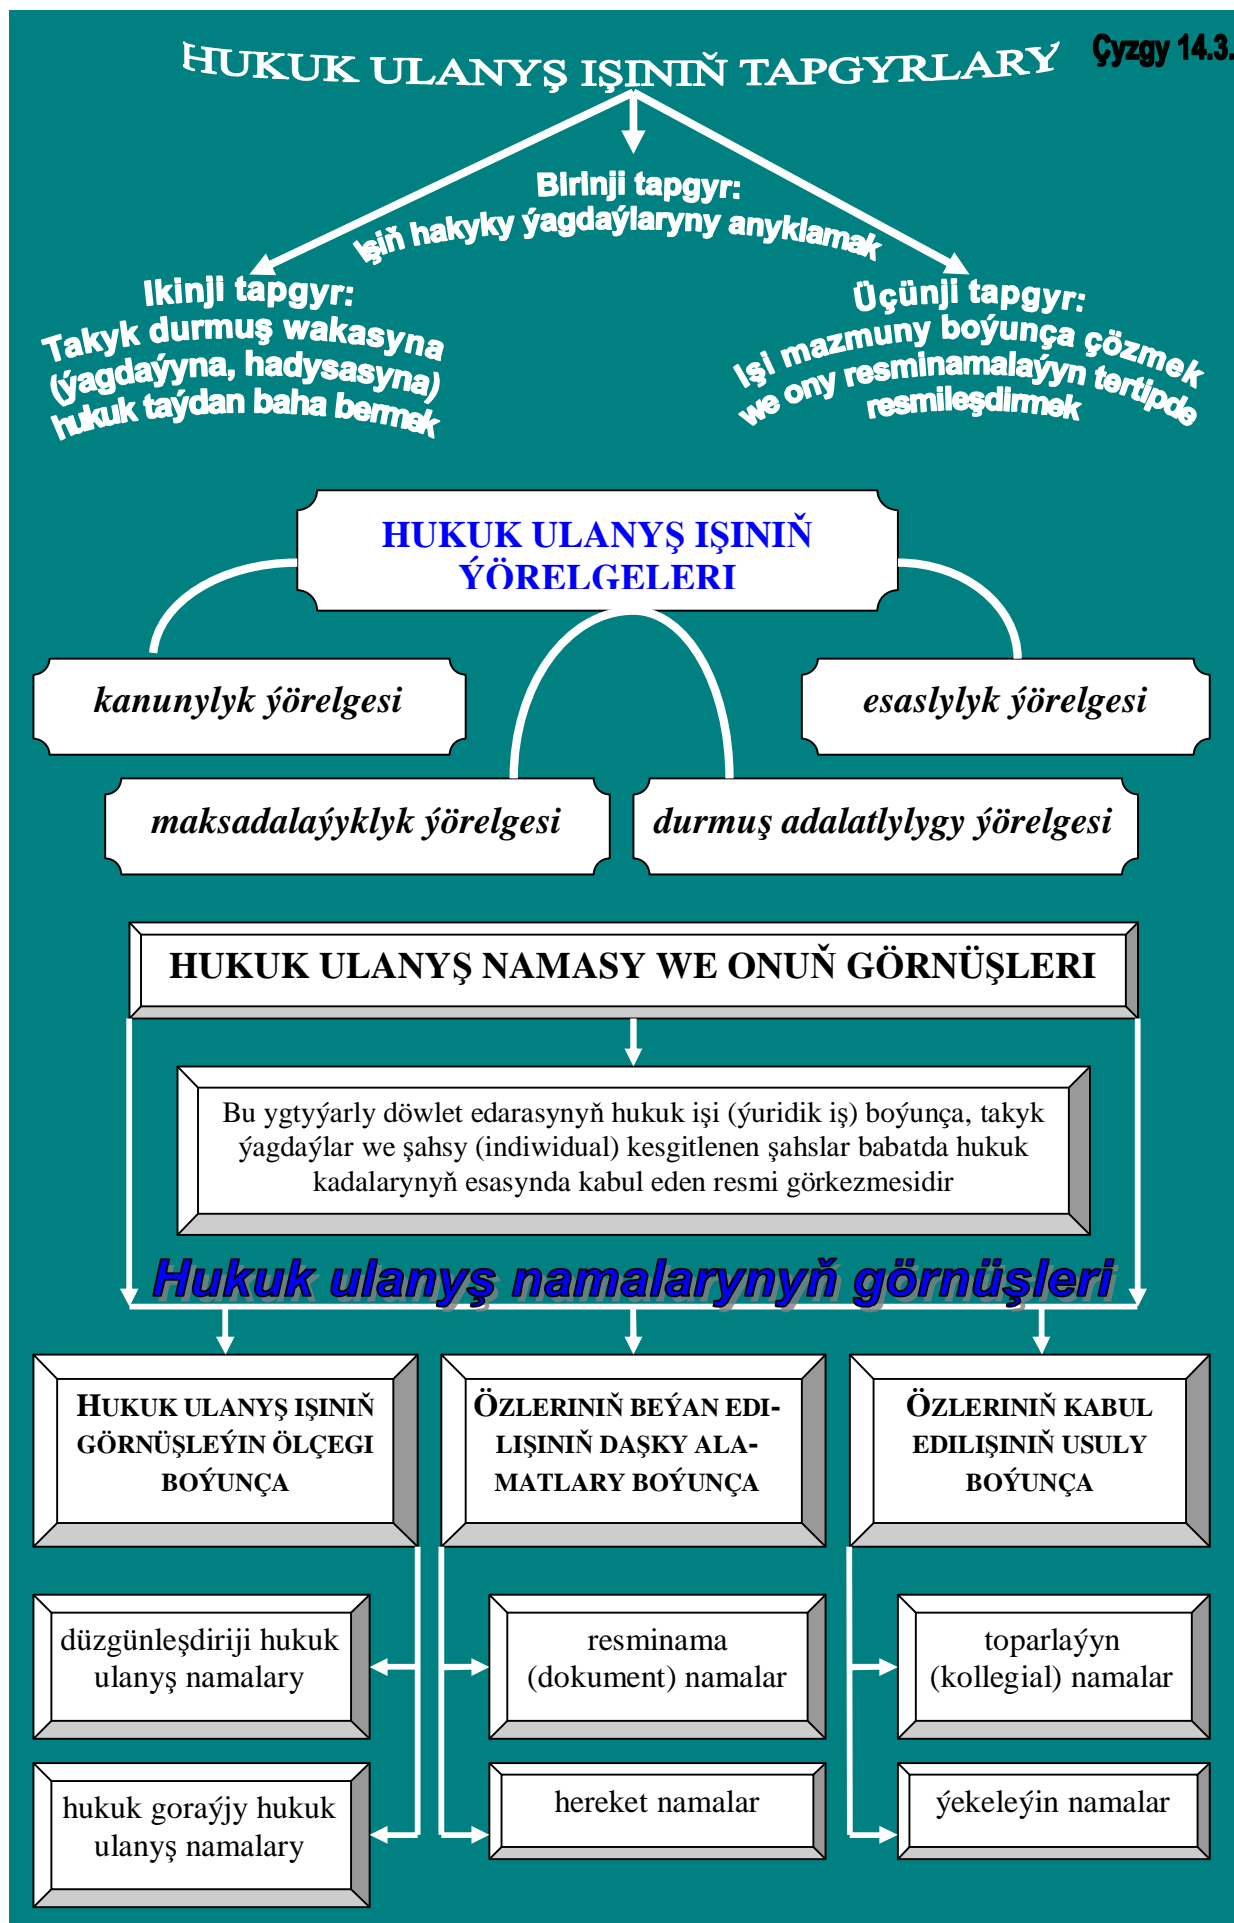 HUKUK ULANYŞ IŞINIŇ TAPGYRLARY
Çyzgy 14.3.
Birinji tapgyr:
Işiň hakyky ýagdaýlaryny anyklamak
Ikinji tapgyr:
Takyk durmuş wakasyna
(ýagdaýyna, hadysasyna)
hukuk taýdan baha bermek
Üçünji tapgyr:
Işi mazmuny boýunça çözmek
we ony resminamalaýyn tertipde
resmileşdirmek
HUKUK ULANYŞ IŞINIŇ
ÝÖRELGELERI
kanunylyk ýörelgesi
esaslylyk ýörelgesi
maksadalaýyklyk ýörelgesi
durmuş adalatlylygy ýörelgesi
HUKUK ULANYŞ NAMASY WE ONUŇ GÖRNÜŞLERI
Bu ygtyýarly döwlet edarasynyň hukuk işi (ýuridik iş) boýunça, takyk
ýagdaýlar we şahsy (indiwidual) kesgitlenen şahslar babatda hukuk
kadalarynyň esasynda kabul eden resmi görkezmesidir
Hukuk ulanyş namalarynyň görnüşleri
HUKUK ULANYŞ IŞINIŇ
GÖRNÜŞLEÝIN ÖLÇEGI
BOÝUNÇA
ÖZLERINIŇ BEÝAN EDI-
LIŞINIŇ DAŞKY ALA-
MATLARY BOÝUNÇA
ÖZLERINIŇ KABUL
EDILIŞINIŇ USULY
BOÝUNÇA
düzgünleşdiriji hukuk
ulanyş namalary
resminama
(dokument) namalar
toparlaýyn
(kollegial) namalar
hukuk goraýjy hukuk
ulanyş namalary
hereket namalar
ýekeleýin namalar